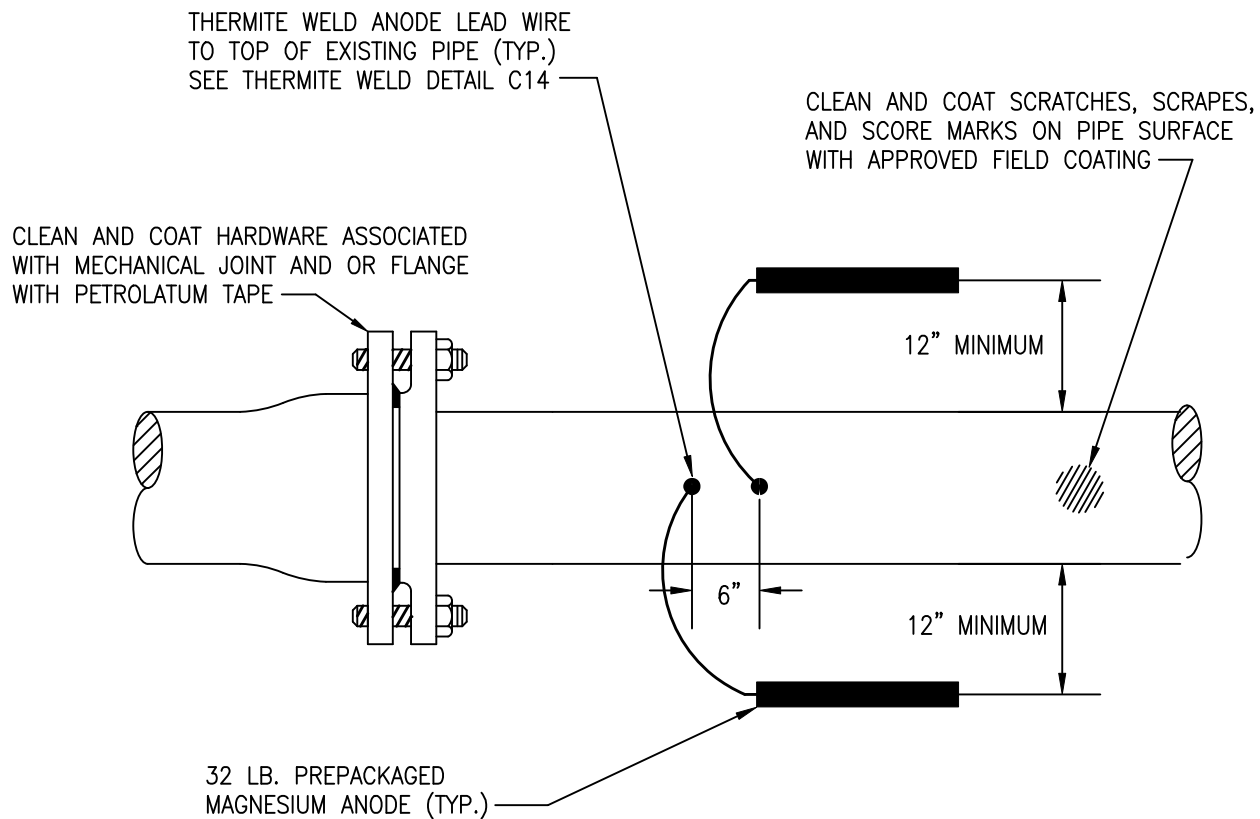 THERMITE WELD ANODE LEAD WIRE
TO TOP OF EXISTING PIPE (TYP.)
SEE THERMITE WELD DETAIL C14
CLEAN AND COAT SCRATCHES, SCRAPES,
AND SCORE MARKS ON PIPE SURFACE
WITH APPROVED FIELD COATING
CLEAN AND COAT HARDWARE ASSOCIATED
WITH MECHANICAL JOINT AND OR FLANGE
WITH PETROLATUM TAPE
12” MINIMUM
6”
12” MINIMUM
32 LB. PREPACKAGED
MAGNESIUM ANODE (TYP.)